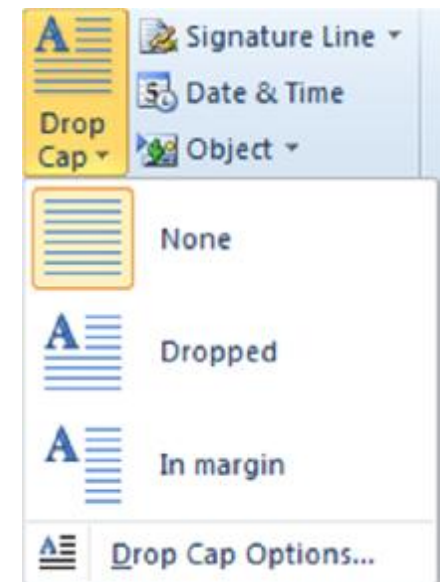 Signature Line
Date & Time
Object
Drop
Cap
None
Dropped
In margin
Drop Cap Options...